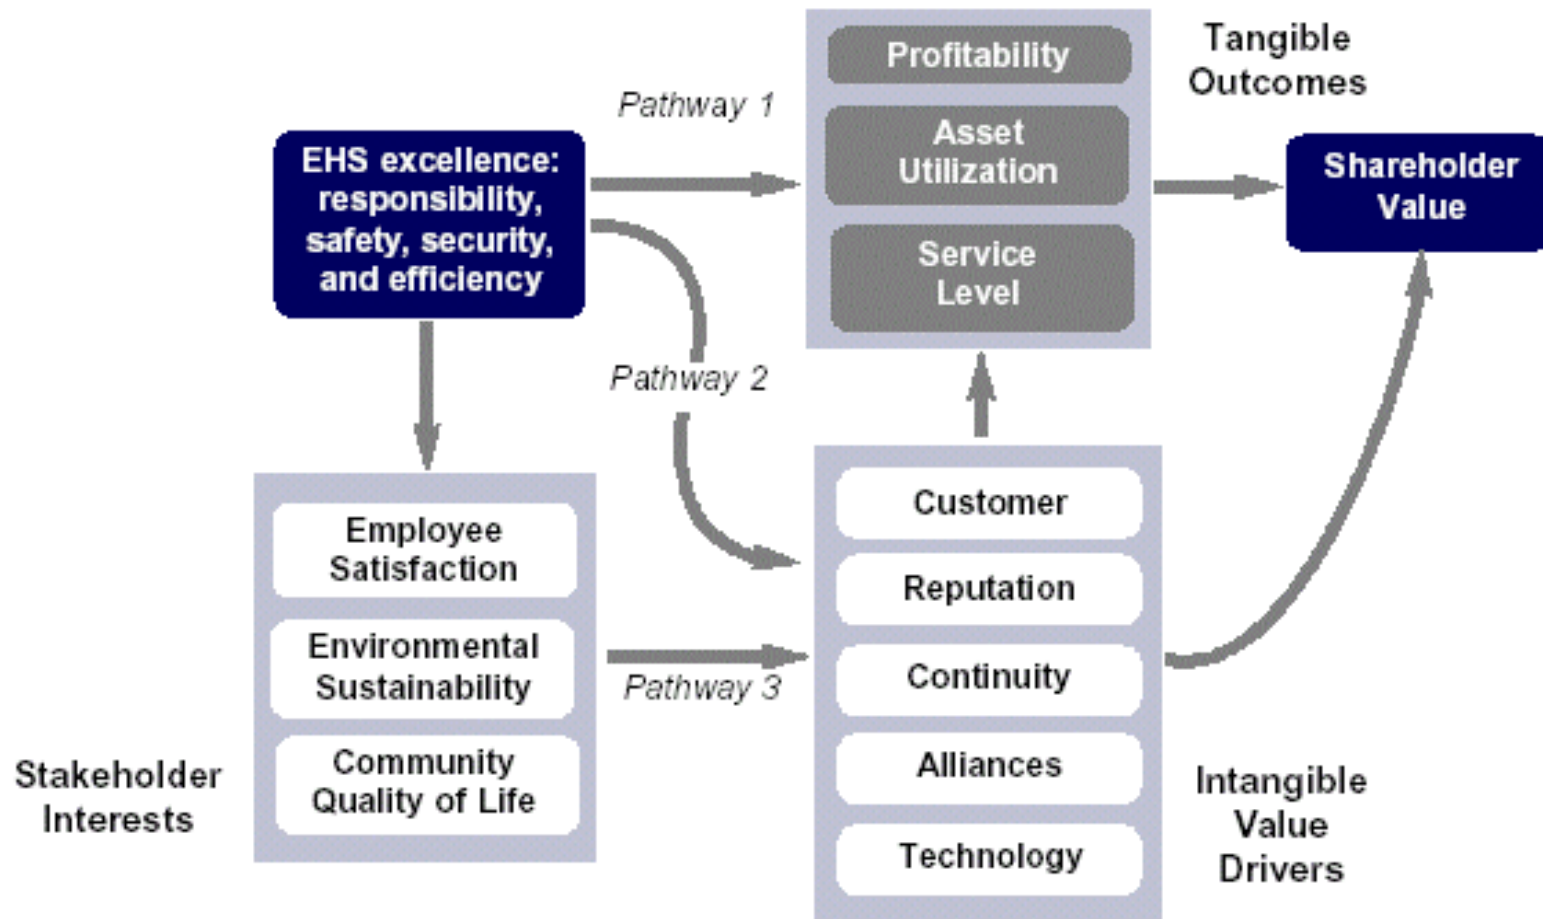 Profitability
Tangible
Outcomes
Pathway 1
Asset
Utilization
EHS excellence:
responsibility,
safety, security,
and efficiency
Shareholder
Value
Service
Level
Pathway 2
Employee
Satisfaction
Customer
Reputation
Environmental
Sustainability
Pathway 3
Continuity
Stakeholder
Interests
Community
Quality of Life
Alliances
Technology
Intangible
Value
Drivers